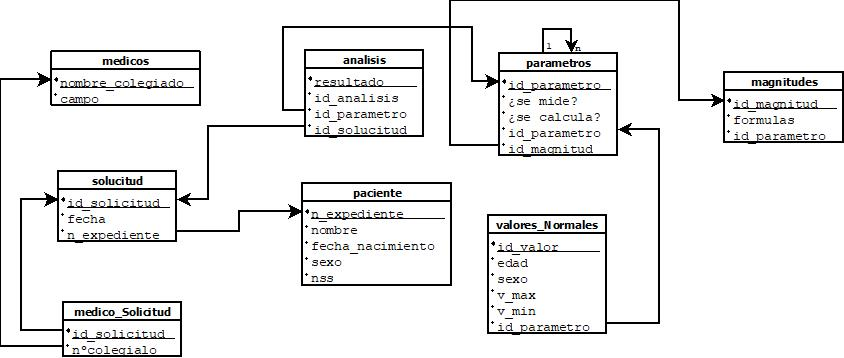 medicos
nombre_colegiado
campo
analisis
resultado
id_analisis
id_parametro
id_solucitud
1
n
parametros
id_parametro
¿se mide?
¿se calcula?
id_parametro
id_magnitud
magnitudes
id_magnitud
formulas
id_parametro
solucitud
id_solicitud
fecha
n_expediente
paciente
n_expediente
nombre
fecha_nacimiento
sexo
nss
valores_Normales
id_valor
edad
sexo
v_max
v_min
id_parametro
medico_Solicitud
id_solicitud
nºcolegialo